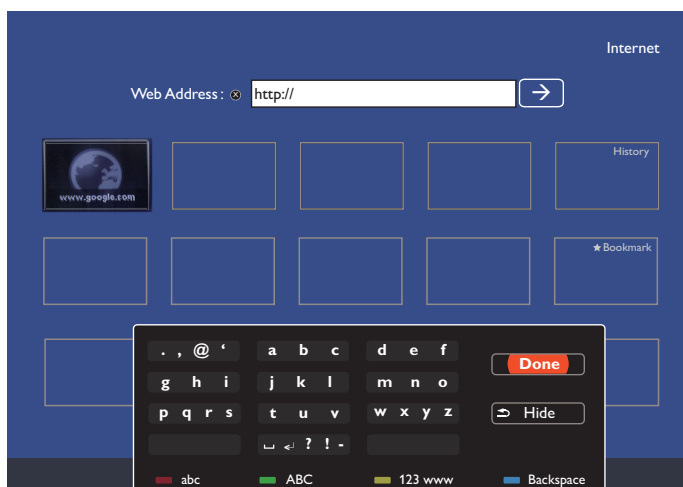 Internet
Web Address : ⊗ http:// →
www.google.com
History
★ Bookmark
. , @ ‘ a b c d e f
Done
g h i j k l m n o
p q r s t u v w x y z
Hide
␣ ↵ ? ! -
abc ABC 123 www Backspace